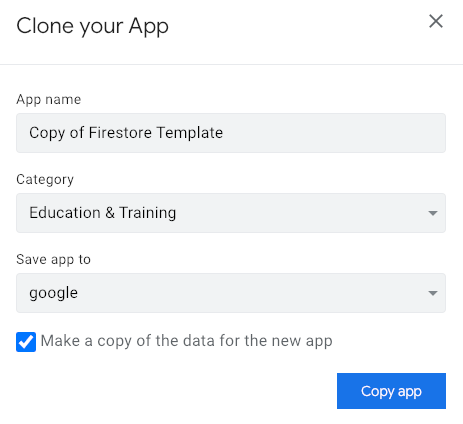 Clone your App
App name
Copy of Firestore Template
Category
Education & Training
Save app to
google
Make a copy of the data for the new app
Copy app